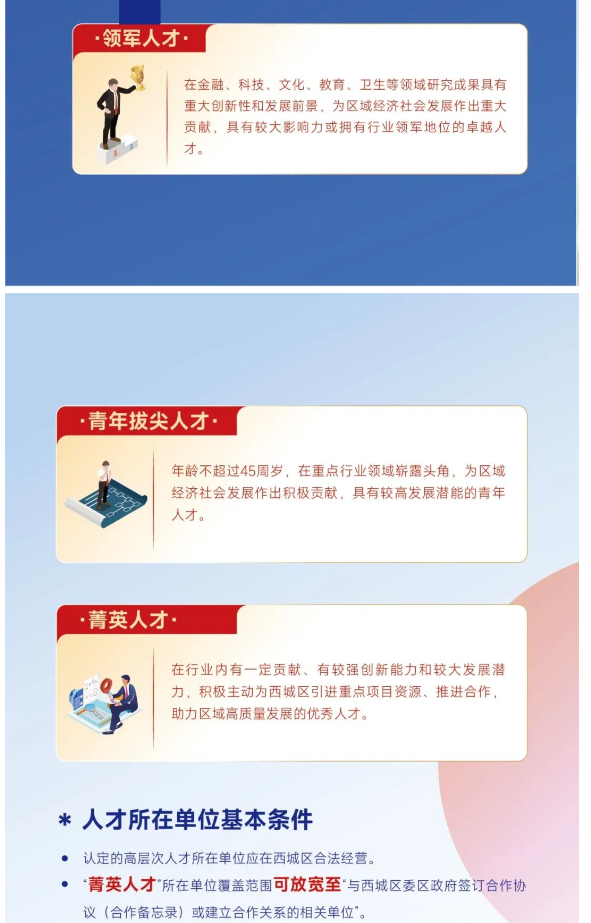 ·领军人才·
在金融、科技、文化、教育、卫生等领域研究成果具有
重大创新性和发展前景，为区域经济社会发展作出重大
贡献，具有较大影响力或拥有行业领军地位的卓越人
才。
·青年拔尖人才·
年龄不超过45周岁，在重点行业领域崭露头角，为区域
经济社会发展作出积极贡献，具有较高发展潜能的青年
人才。
·菁英人才·
在行业内有一定贡献、有较强创新能力和较大发展潜
力，积极主动为西城区引进重点项目资源、推进合作，
助力区域高质量发展的优秀人才。
* 人才所在单位基本条件
• 认定的高层次人才所在单位应在西城区合法经营。
• “菁英人才”所在单位覆盖范围可放宽至“与西城区委区政府签订合作协
议（合作备忘录）或建立合作关系的相关单位”。